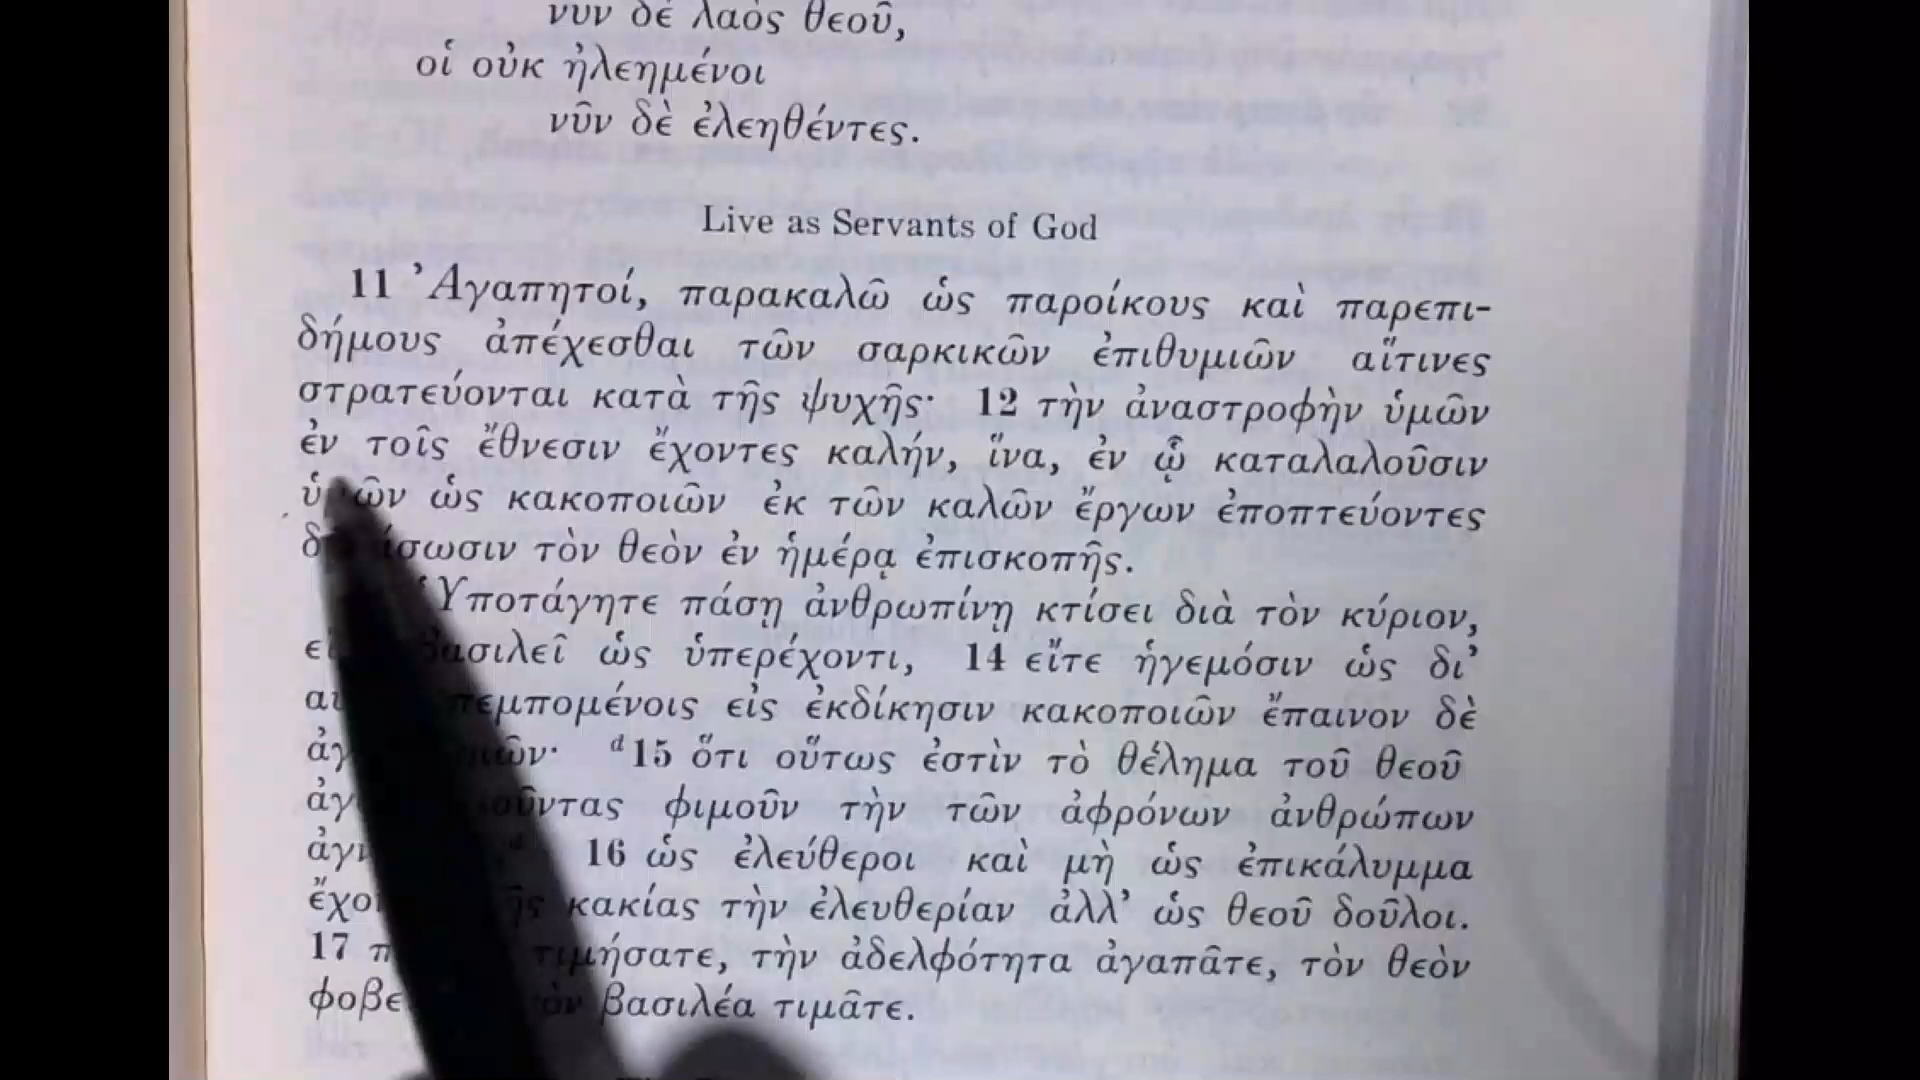 νῦν δὲ λαὸς θεοῦ,
οἱ οὐκ ἠλεημένοι
νῦν δὲ ἐλεηθέντες.
Live as Servants of God
11 Ἀγαπητοί, παρακαλῶ ὡς παροίκους καὶ παρεπι-
δήμους ἀπέχεσθαι τῶν σαρκικῶν ἐπιθυμιῶν αἵτινες
στρατεύονται κατὰ τῆς ψυχῆς· 12 τὴν ἀναστροφὴν ὑμῶν
ἐν τοῖς ἔθνεσιν ἔχοντες καλήν, ἵνα, ἐν ᾧ καταλαλοῦσιν
ὑμῶν ὡς κακοποιῶν ἐκ τῶν καλῶν ἔργων ἐποπτεύοντες
τὸν θεὸν ἐν ἡμέρᾳ ἐπισκοπῆς.
Ὑποτάγητε πάσῃ ἀνθρωπίνῃ κτίσει διὰ τὸν κύριον,
βασιλεῖ ὡς ὑπερέχοντι, 14 εἴτε ἡγεμόσιν ὡς δι’
πεμπομένοις εἰς ἐκδίκησιν κακοποιῶν ἔπαινον δὲ
d 15 ὅτι οὕτως ἐστὶν τὸ θέλημα τοῦ θεοῦ
φιμοῦν τὴν τῶν ἀφρόνων ἀνθρώπων
16 ὡς ἐλεύθεροι καὶ μὴ ὡς ἐπικάλυμμα
κακίας τὴν ἐλευθερίαν ἀλλ’ ὡς θεοῦ δοῦλοι.
17 τιμήσατε, τὴν ἀδελφότητα ἀγαπᾶτε, τὸν θεὸν
βασιλέα τιμᾶτε.